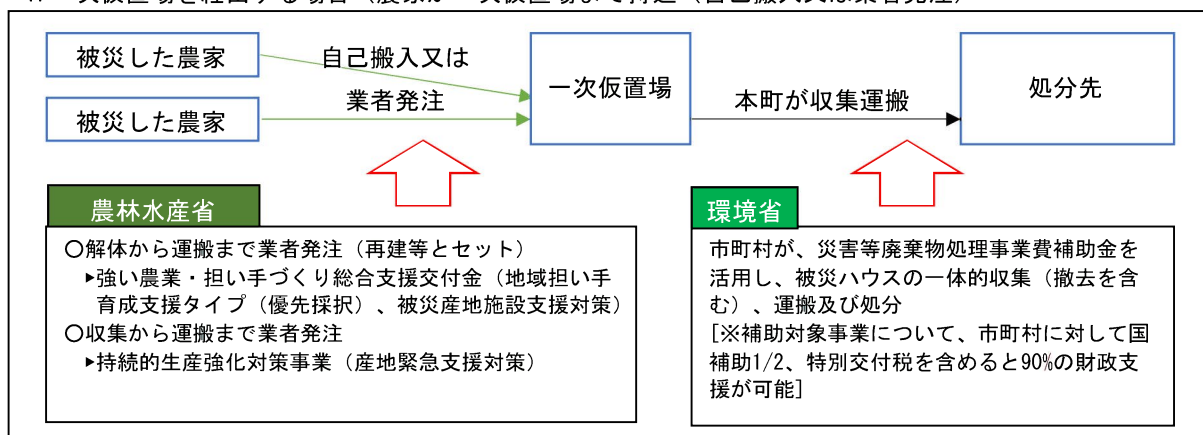 被災した農家
自己搬入又は
被災した農家
業者発注
一次仮置場
本町が収集運搬
処分先
農林水産省
〇解体から運搬まで業者発注（再建等とセット）
▶強い農業・担い手づくり総合支援交付金（地域担い手
育成支援タイプ（優先採択）、被災産地施設支援対策）
〇収集から運搬まで業者発注
▶持続的生産強化対策事業（産地緊急支援対策）
環境省
市町村が、災害等廃棄物処理事業費補助金を
活用し、被災ハウスの一体的収集（撤去を含
む）、運搬及び処分
[※補助対象事業について、市町村に対して国
補助1/2、特別交付税を含めると90%の財政支
援が可能]